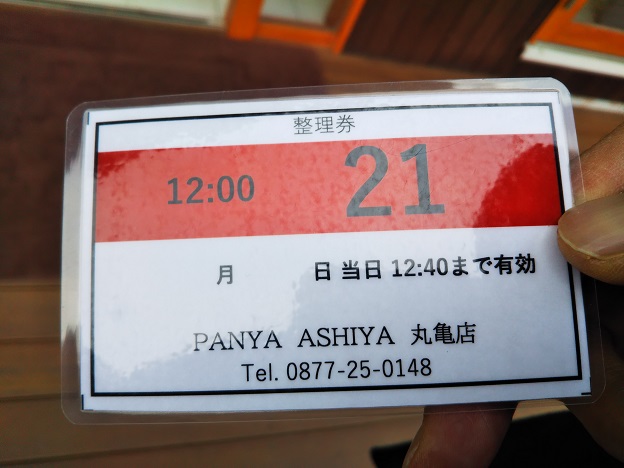 整理券
12:00 21
月 日 当日 12:40まで有効
PANYA ASHIYA 丸亀店
Tel. 0877-25-0148